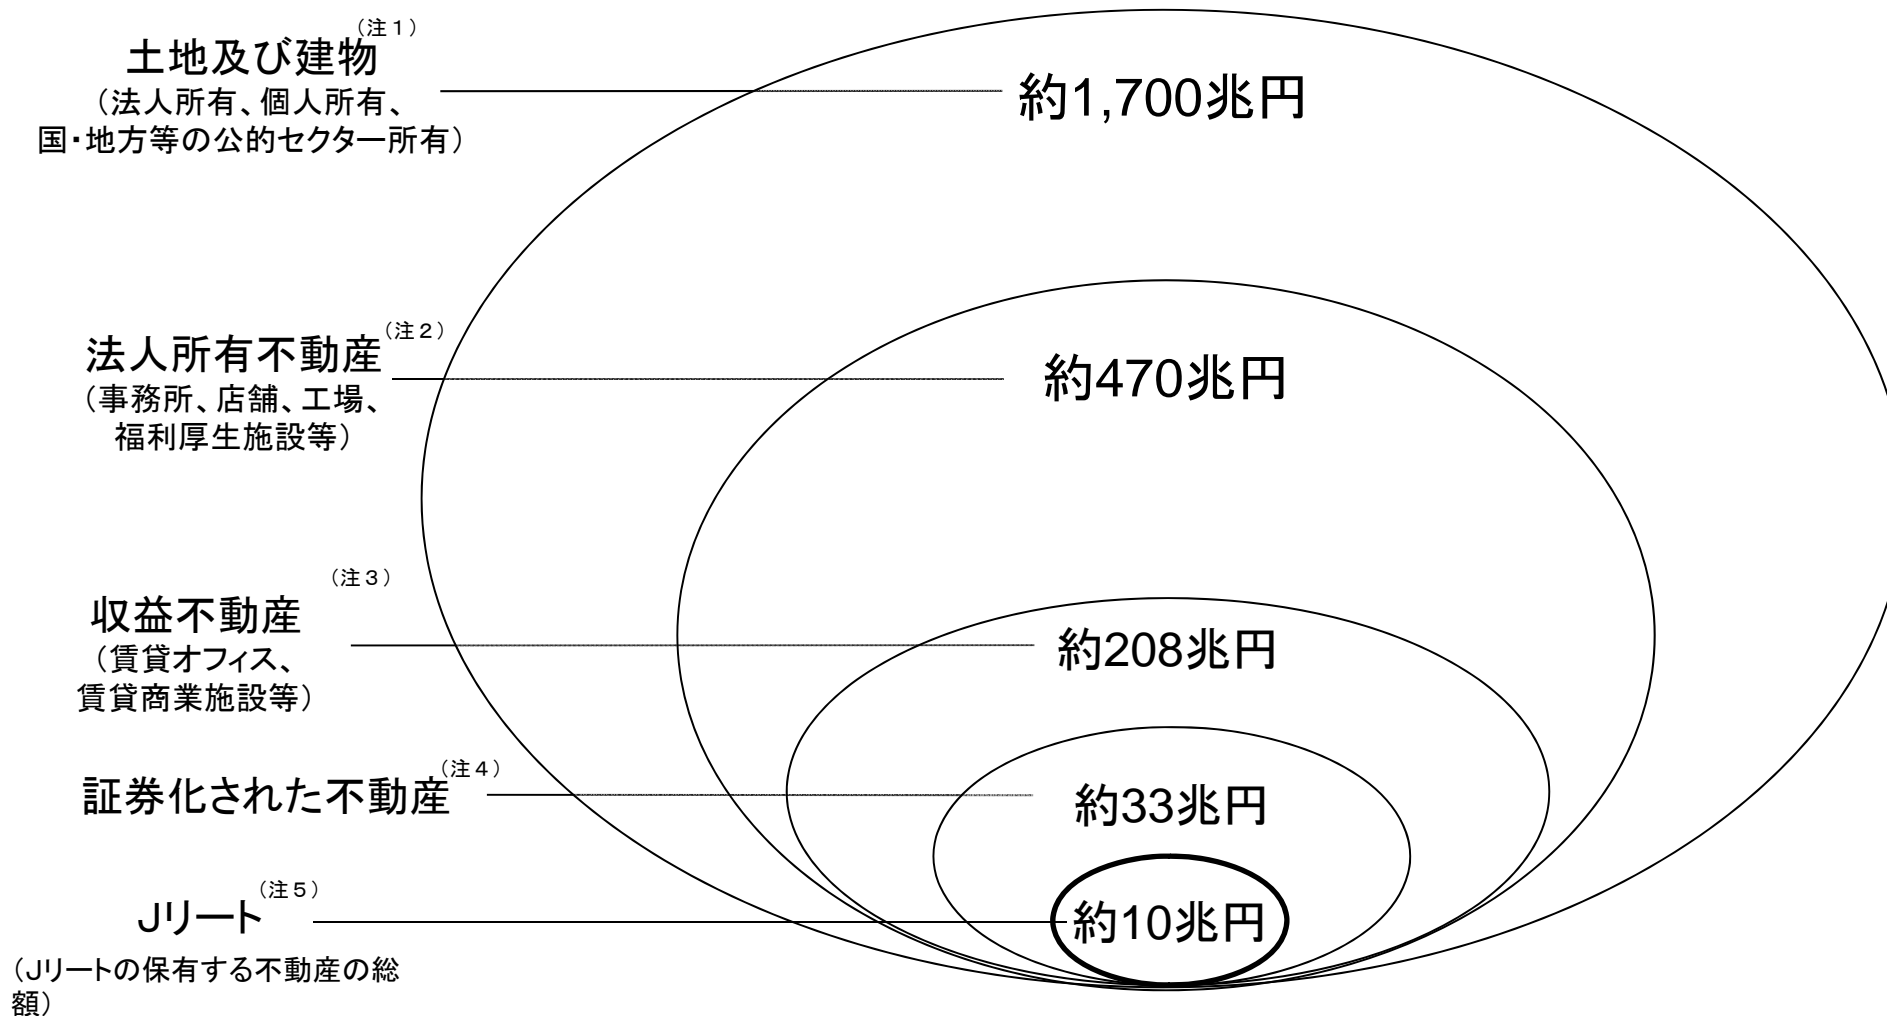 土地及び建物(注1)
(法人所有、個人所有、
国・地方等の公的セクター所有)
約1,700兆円
法人所有不動産(注2)
(事務所、店舗、工場、
福利厚生施設等)
約470兆円
収益不動産(注3)
(賃貸オフィス、
賃貸商業施設等)
約208兆円
証券化された不動産(注4)
約33兆円
Jリート(注5)
(Jリートの保有する不動産の総
額)
約10兆円